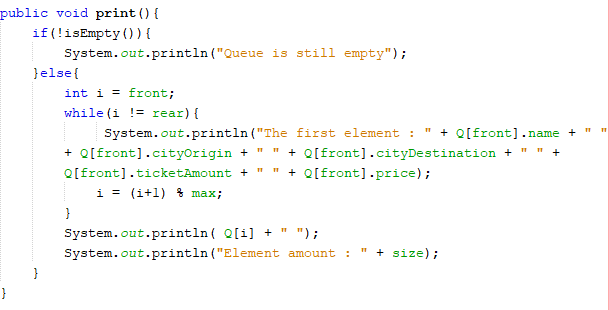 public void print(){
    if(!isEmpty()){
        System.out.println("Queue is still empty");
    }else{
        int i = front;
        while(i != rear){
             System.out.println("The first element : " + Q[front].name + " "
        + Q[front].cityOrigin + " " + Q[front].cityDestination + " " +
        Q[front].ticketAmount + " " + Q[front].price);
            i = (i+1) % max;
        }
        System.out.println( Q[i] + " ");
        System.out.println("Element amount : " + size);
    }
}